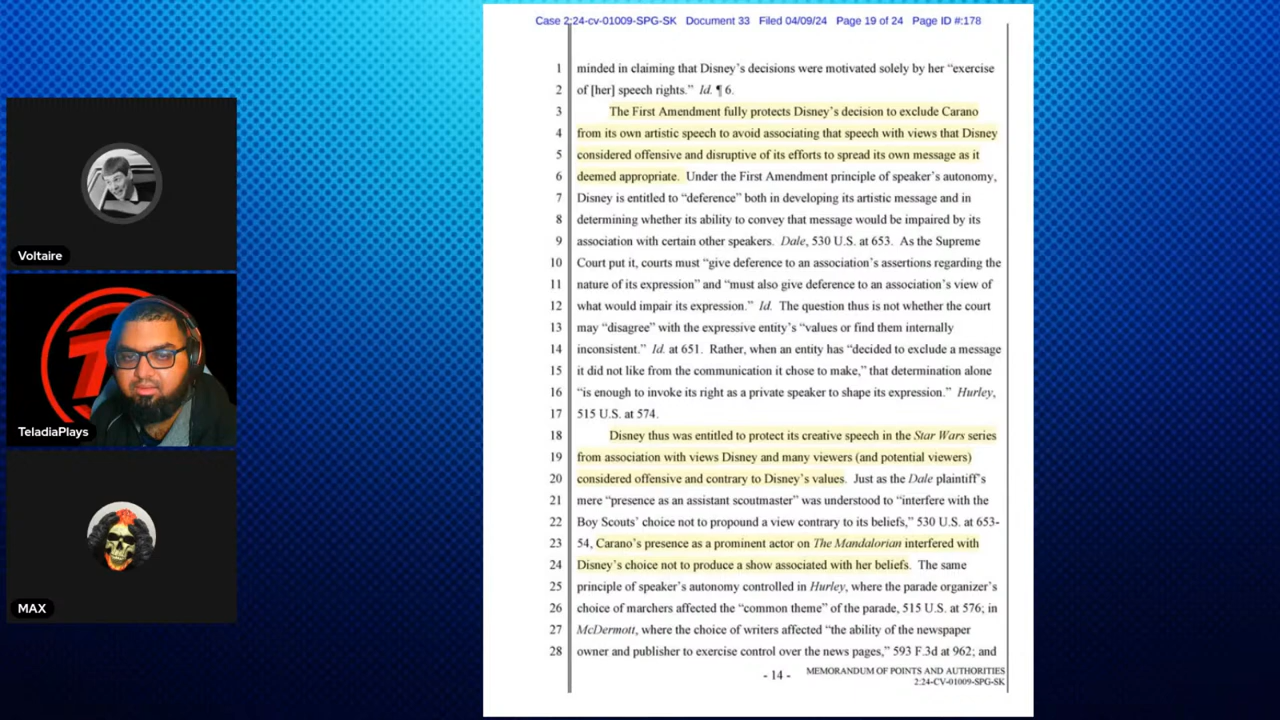 Case 2:24-cv-01009-SPG-SK Document 33 Filed 04/09/24 Page 19 of 24 Page ID #:178
1 minded in claiming that Disney's decisions were motivated solely by her “exercise
2 of [her] speech rights.” Id. ¶ 6.
3 The First Amendment fully protects Disney's decision to exclude Carano
4 from its own artistic speech to avoid associating that speech with views that Disney
5 considered offensive and disruptive of its efforts to spread its own message as it
6 deemed appropriate. Under the First Amendment principle of speaker's autonomy,
7 Disney is entitled to “deference” both in developing its artistic message and in
8 determining whether its ability to convey that message would be impaired by its
9 association with certain other speakers. Dale, 530 U.S. at 653. As the Supreme
10 Court put it, courts must “give deference to an association's assertions regarding the
11 nature of its expression” and “must also give deference to an association's view of
12 what would impair its expression.” Id. The question thus is not whether the court
13 may “disagree” with the expressive entity's “values or find them internally
14 inconsistent.” Id. at 651. Rather, when an entity has “decided to exclude a message
15 it did not like from the communication it chose to make,” that determination alone
16 “is enough to invoke its right as a private speaker to shape its expression.” Hurley,
17 515 U.S. at 574.
18 Disney thus was entitled to protect its creative speech in the Star Wars series
19 from association with views Disney and many viewers (and potential viewers)
20 considered offensive and contrary to Disney's values. Just as the Dale plaintiff's
21 mere “presence as an assistant scoutmaster” was understood to “interfere with the
22 Boy Scouts' choice not to propound a view contrary to its beliefs,” 530 U.S. at 653-
23 54, Carano's presence as a prominent actor on The Mandalorian interfered with
24 Disney's choice not to produce a show associated with her beliefs. The same
25 principle of speaker's autonomy controlled in Hurley, where the parade organizer's
26 choice of marchers affected the “common theme” of the parade, 515 U.S. at 576; in
27 McDermott, where the choice of writers affected “the ability of the newspaper
28 owner and publisher to exercise control over the news pages,” 593 F.3d at 962; and
- 14 -
MEMORANDUM OF POINTS AND AUTHORITIES
2:24-CV-01009-SPG-SK
Voltaire
TeladiaPlays
MAX